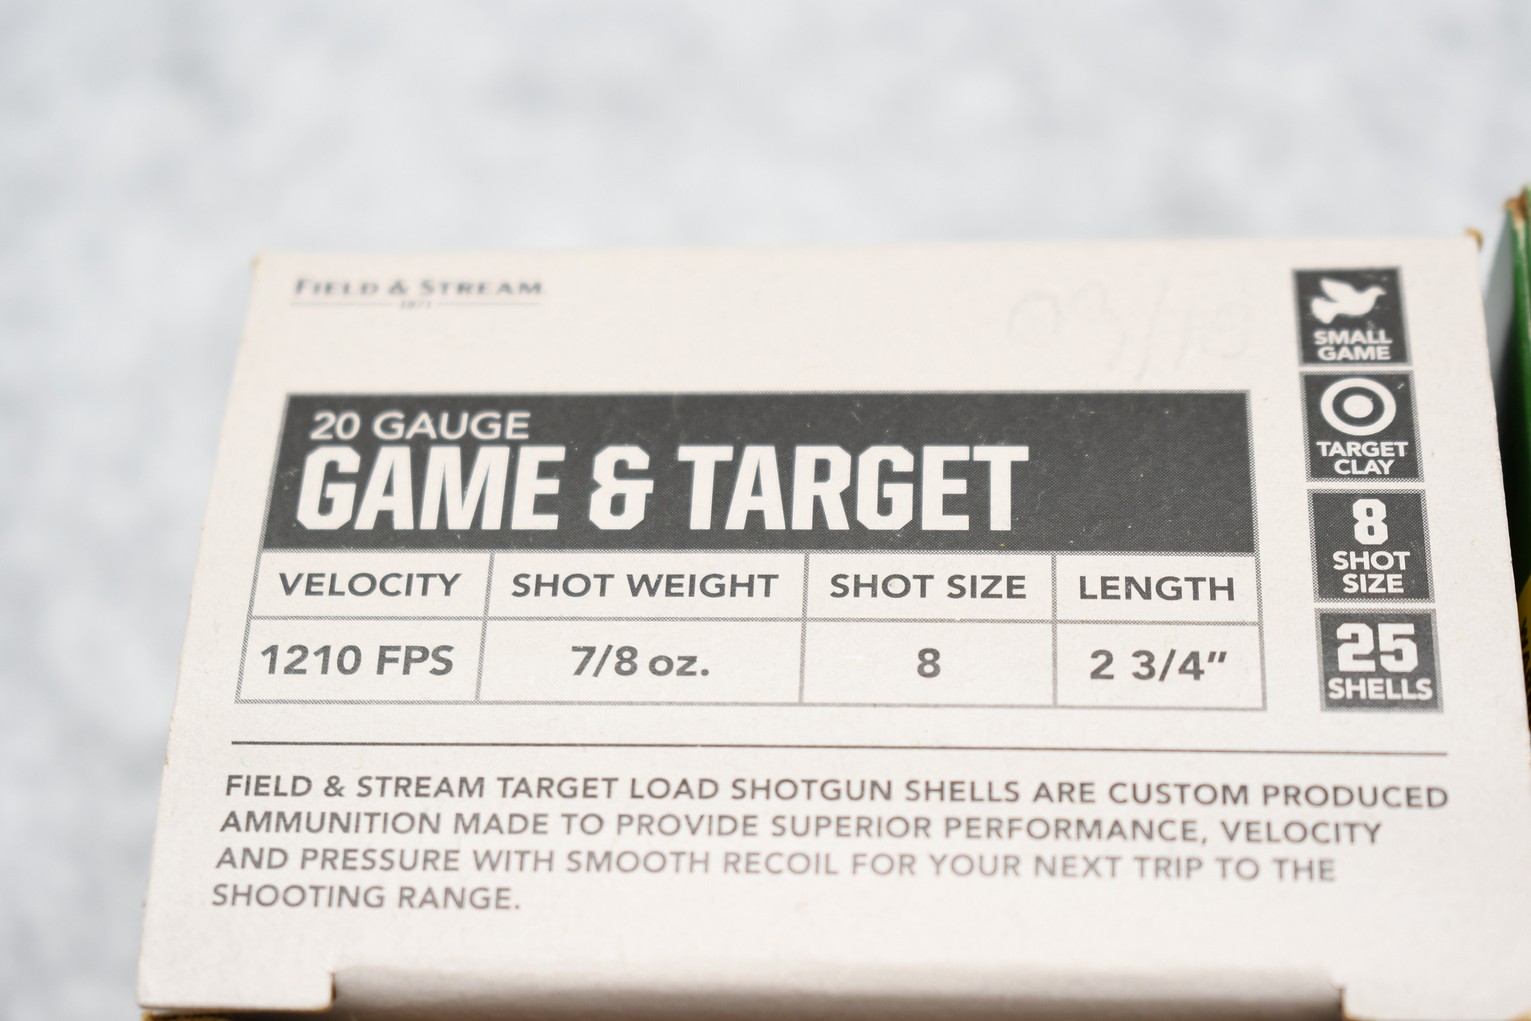 FIELD & STREAM
1871
20 GAUGE
GAME & TARGET
VELOCITY SHOT WEIGHT SHOT SIZE LENGTH
1210 FPS 7/8 oz. 8 2 3/4"
SMALL
GAME
TARGET
CLAY
8
SHOT
SIZE
25
SHELLS
FIELD & STREAM TARGET LOAD SHOTGUN SHELLS ARE CUSTOM PRODUCED
AMMUNITION MADE TO PROVIDE SUPERIOR PERFORMANCE, VELOCITY
AND PRESSURE WITH SMOOTH RECOIL FOR YOUR NEXT TRIP TO THE
SHOOTING RANGE.